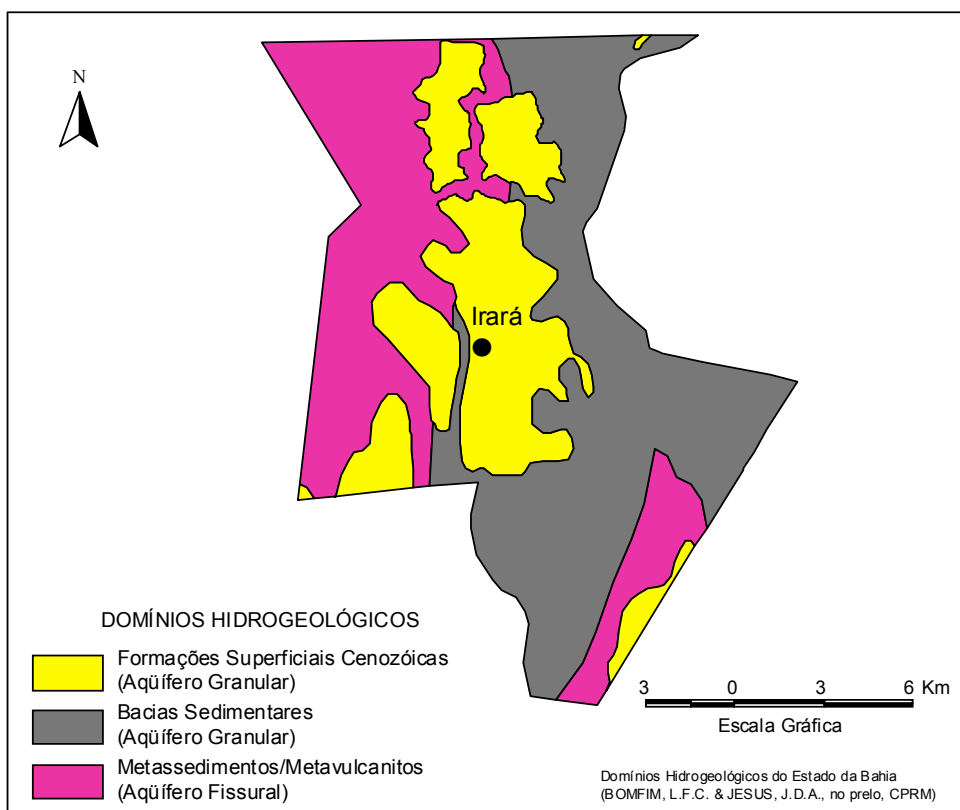 N
Irará
DOMÍNIOS HIDROGEOLÓGICOS
Formações Superficiais Cenozóicas
(Aqüífero Granular)
Bacias Sedimentares
(Aqüífero Granular)
Metassedimentos/Metavulcanitos
(Aqüífero Fissural)
3 0 3 6 Km
Escala Gráfica
Domínios Hidrogeológicos do Estado da Bahia
(BOMFIM, L.F.C. & JESUS, J.D.A., no prelo, CPRM)